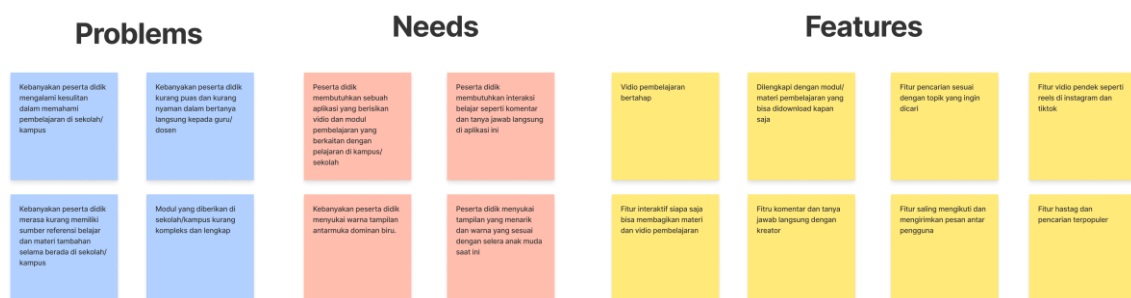 Problems
Needs
Features
Kebanyakan peserta didik
mengalami kesulitan
dalam memahami
pembelajaran di sekolah/
kampus
Kebanyakan peserta didik
kurang puas dan kurang
nyaman dalam bertanya
langsung kepada guru/
dosen
Kebanyakan peserta didik
merasa kurang memiliki
sumber referensi belajar
dan materi tambahan
selama berada di sekolah/
kampus
Modul yang diberikan di
sekolah/kampus kurang
kompleks dan lengkap
Peserta didik
membutuhkan sebuah
aplikasi yang berisikan
vidio dan modul
pembelajaran yang
berkaitan dengan
pelajaran di kampus/
sekolah
Peserta didik
membutuhkan interaksi
belajar seperti komentar
dan tanya jawab langsung
di aplikasi ini
Kebanyakan peserta didik
menyukai warna tampilan
antarmuka dominan biru.
Peserta didik menyukai
tampilan yang menarik
dan warna yang sesuai
dengan selera anak muda
saat ini
Vidio pembelajaran
bertahap
Dilengkapi dengan modul/
materi pembelajaran yang
bisa didownload kapan
saja
Fitur pencarian sesuai
dengan topik yang ingin
dicari
Fitur vidio pendek seperti
reels di instagram dan
tiktok
Fitur interaktif siapa saja
bisa membagikan materi
dan vidio pembelajaran
Fitru komentar dan tanya
jawab langsung dengan
kreator
Fitur saling mengikuti dan
mengirimkan pesan antar
pengguna
Fitur hastag dan
pencarian terpopuler